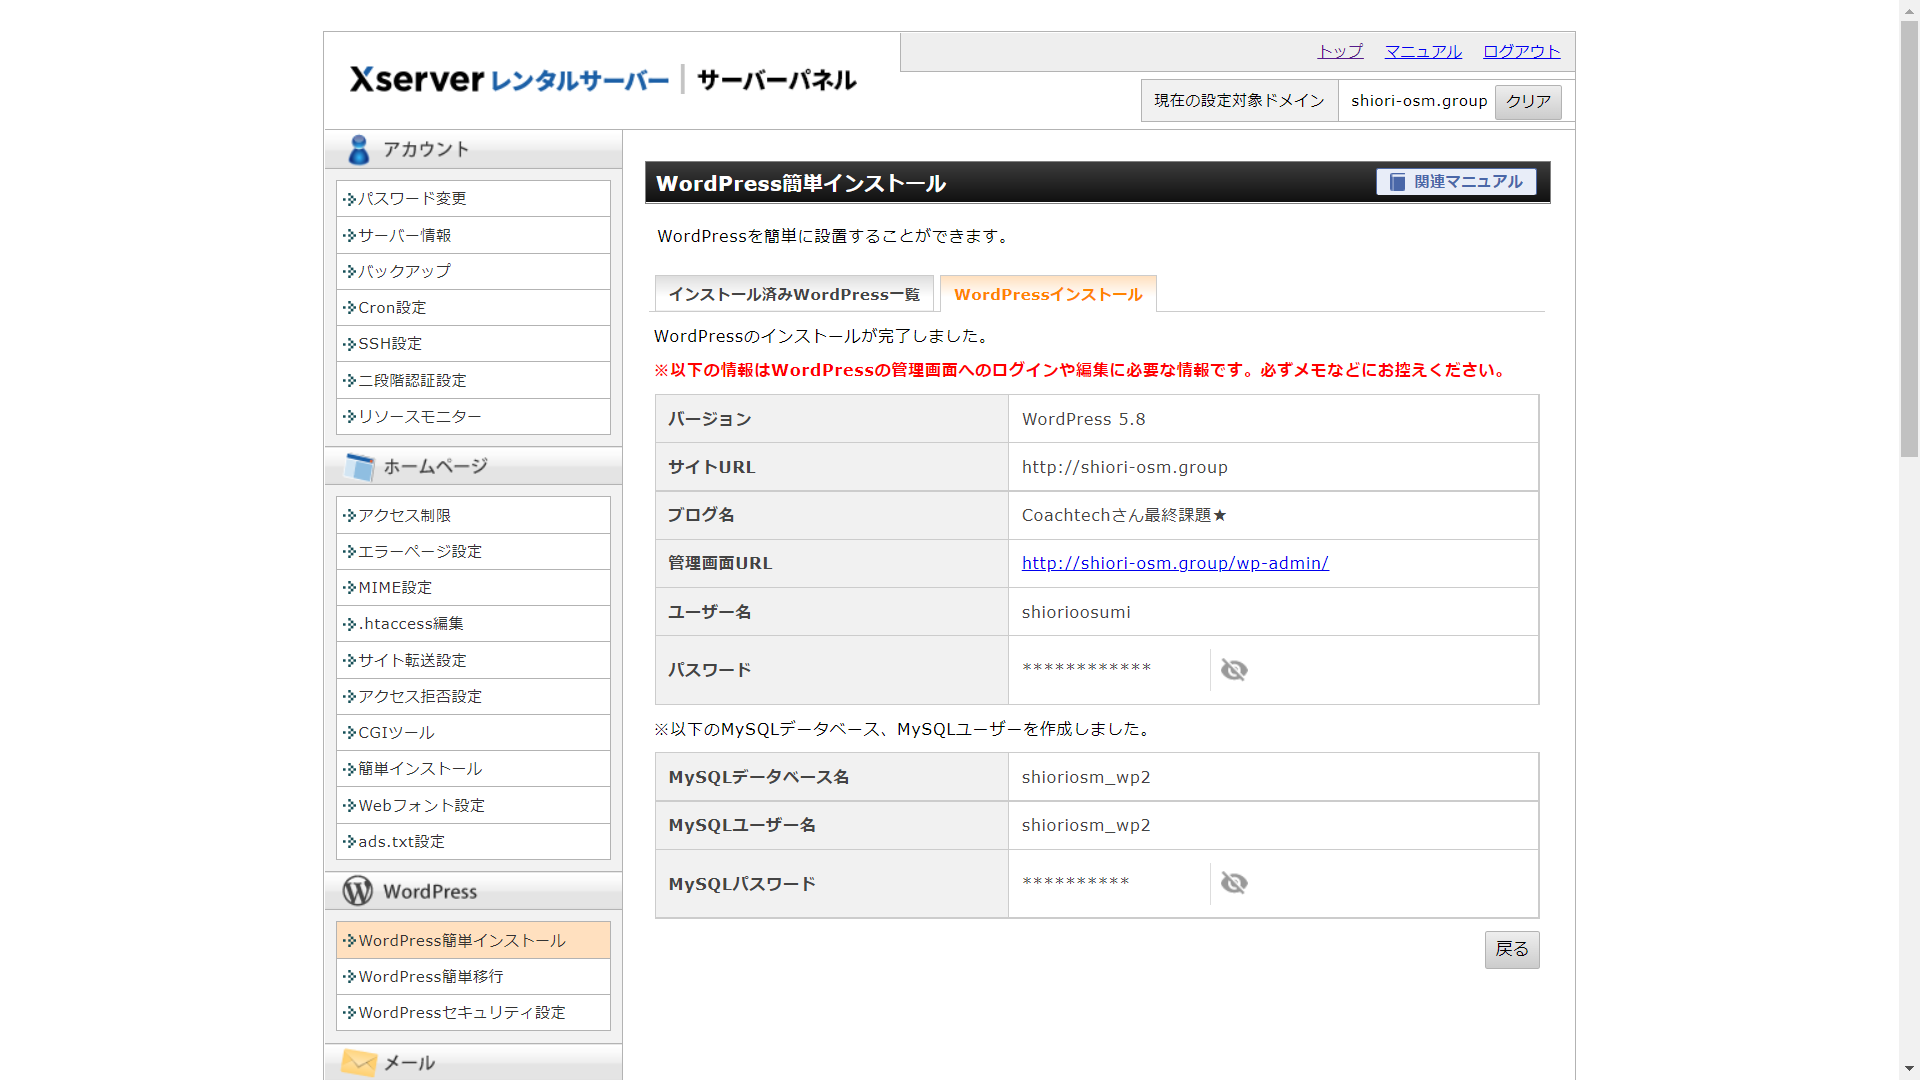 トップ マニュアル ログアウト
Xserver レンタルサーバー | サーバーパネル
現在の設定対象ドメイン shiori-osm.group クリア
アカウント
パスワード変更
サーバー情報
バックアップ
Cron設定
SSH設定
二段階認証設定
リソースモニター
ホームページ
アクセス制限
エラーページ設定
MIME設定
.htaccess編集
サイト転送設定
アクセス拒否設定
CGIツール
簡単インストール
Webフォント設定
ads.txt設定
WordPress
WordPress簡単インストール
WordPress簡単移行
WordPressセキュリティ設定
メール
WordPress簡単インストール 関連マニュアル
WordPressを簡単に設置することができます。
インストール済みWordPress一覧 WordPressインストール
WordPressのインストールが完了しました。
※以下の情報はWordPressの管理画面へのログインや編集に必要な情報です。必ずメモなどにお控えください。
バージョン WordPress 5.8
サイトURL http://shiori-osm.group
ブログ名 Coachtechさん最終課題★
管理画面URL http://shiori-osm.group/wp-admin/
ユーザー名 shiorioosumi
パスワード ************
※以下のMySQLデータベース、MySQLユーザーを作成しました。
MySQLデータベース名 shioriosm_wp2
MySQLユーザー名 shioriosm_wp2
MySQLパスワード **********
戻る